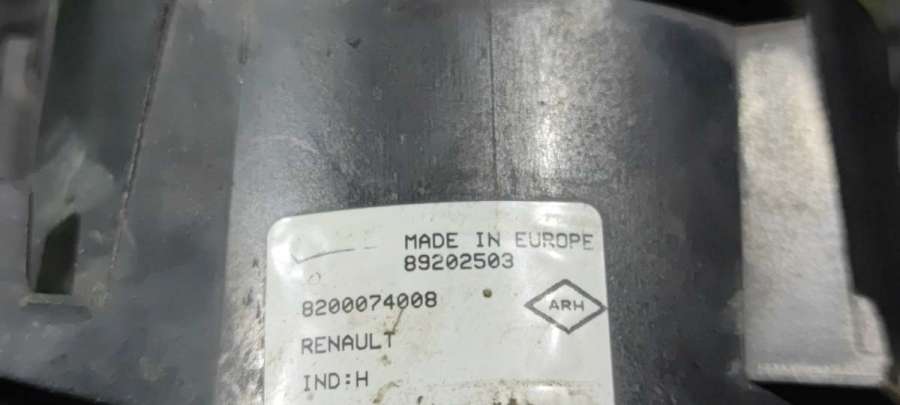 MADE IN EUROPE
89202503
8200074008
ARH
RENAULT
IND:H